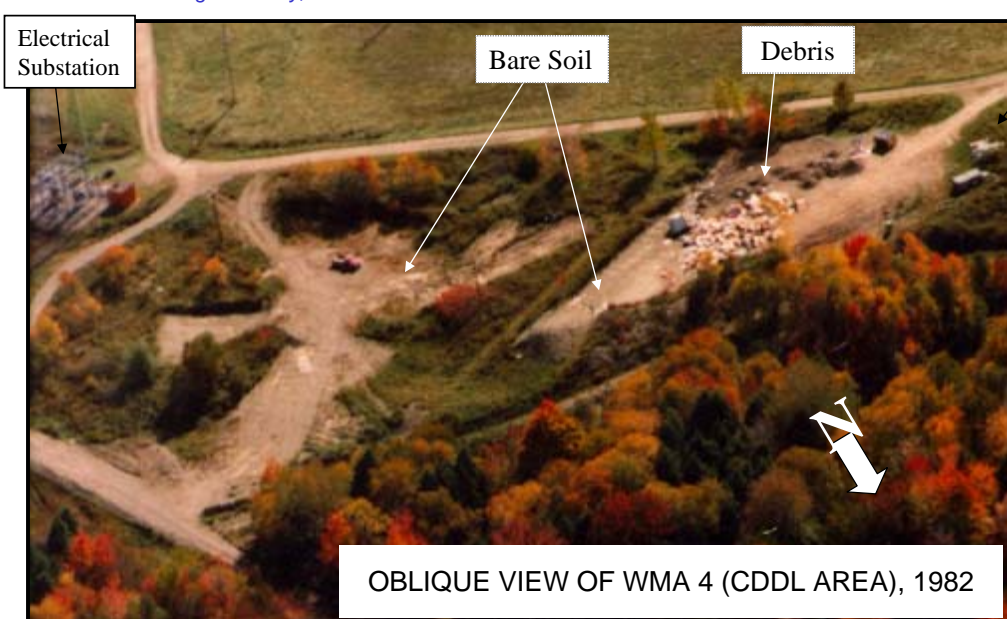 Electrical
Substation
Bare Soil
Debris
N
OBLIQUE VIEW OF WMA 4 (CDDL AREA), 1982